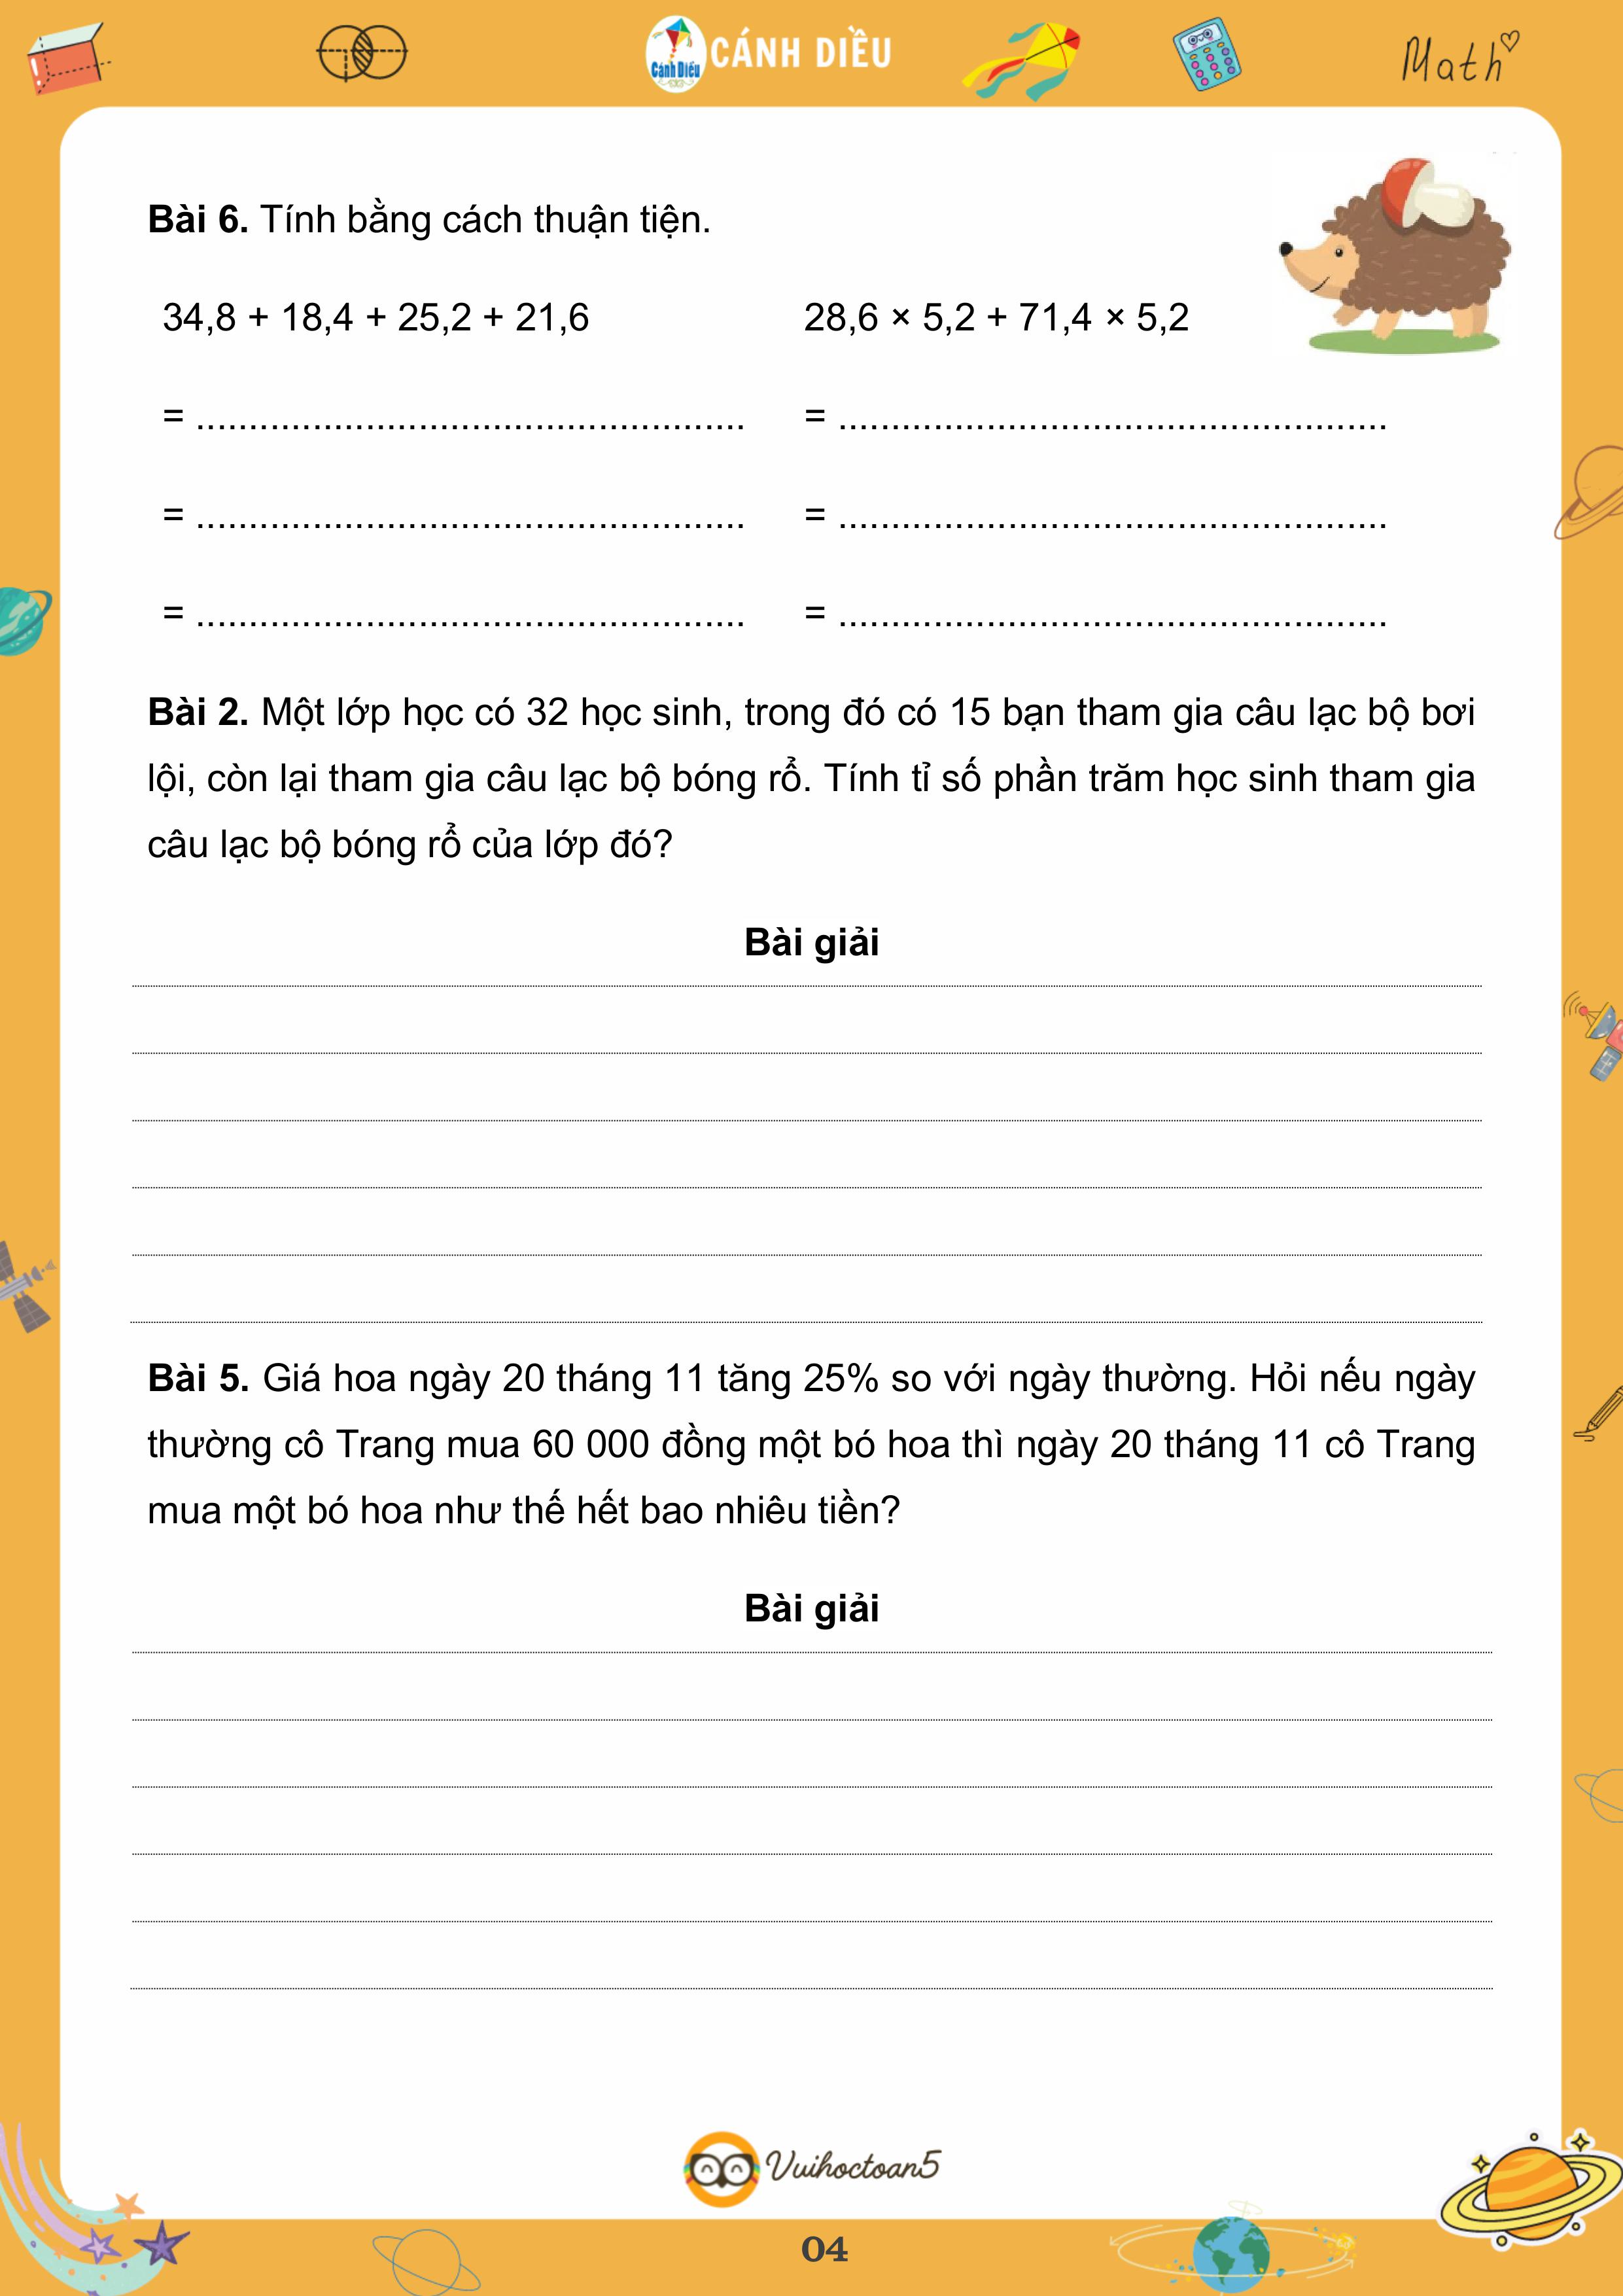 Cánh Diều CÁNH DIỀU
Math
Bài 6. Tính bằng cách thuận tiện.
34,8 + 18,4 + 25,2 + 21,6 28,6 × 5,2 + 71,4 × 5,2
= .................................................... = ....................................................
= .................................................... = ....................................................
= .................................................... = ....................................................
Bài 2. Một lớp học có 32 học sinh, trong đó có 15 bạn tham gia câu lạc bộ bơi
lội, còn lại tham gia câu lạc bộ bóng rổ. Tính tỉ số phần trăm học sinh tham gia
câu lạc bộ bóng rổ của lớp đó?
Bài giải
Bài 5. Giá hoa ngày 20 tháng 11 tăng 25% so với ngày thường. Hỏi nếu ngày
thường cô Trang mua 60 000 đồng một bó hoa thì ngày 20 tháng 11 cô Trang
mua một bó hoa như thế hết bao nhiêu tiền?
Bài giải
Vuihoctoan5
04